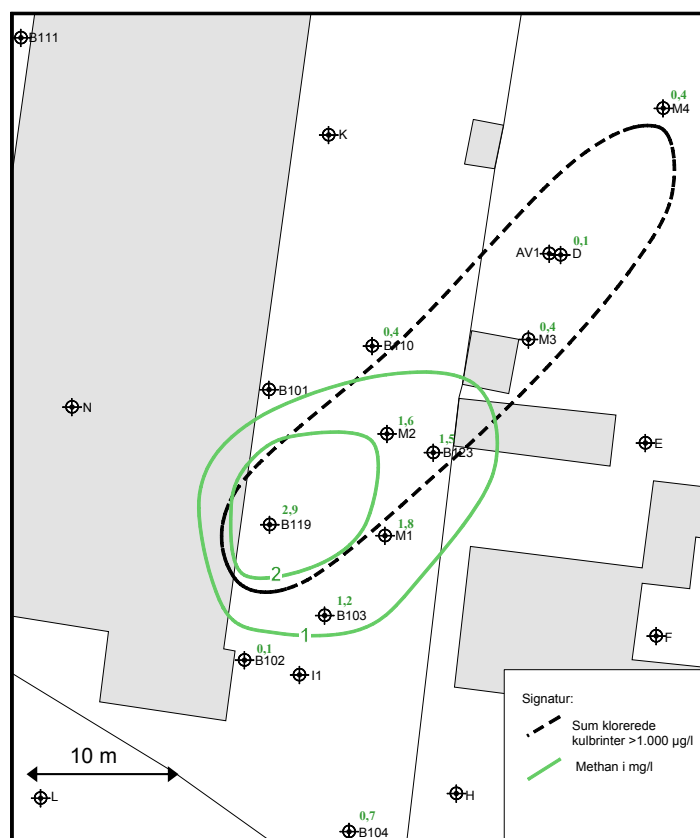 B111
0,4
M4
K
0,1
AV1
D
0,4
B110
0,4
M3
B101
N
1,6
M2
1,5
B123
E
2,9
B119
1,8
M1
2
1,2
B103
1
F
0,1
B102
I1
Signatur:
Sum klorerede
kulbrinter >1.000 µg/l
10 m
Methan i mg/l
L
H
0,7
B104